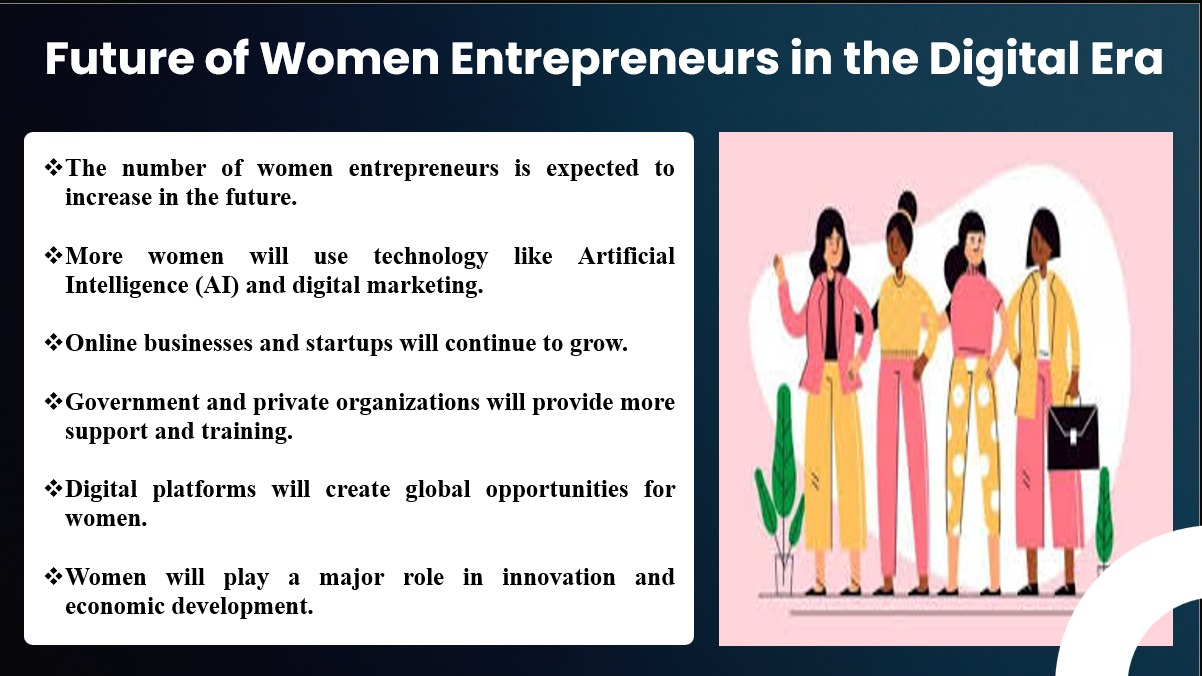 Future of Women Entrepreneurs in the Digital Era
❖The number of women entrepreneurs is expected to
increase in the future.
❖More women will use technology like Artificial
Intelligence (AI) and digital marketing.
❖Online businesses and startups will continue to grow.
❖Government and private organizations will provide more
support and training.
❖Digital platforms will create global opportunities for
women.
❖Women will play a major role in innovation and
economic development.